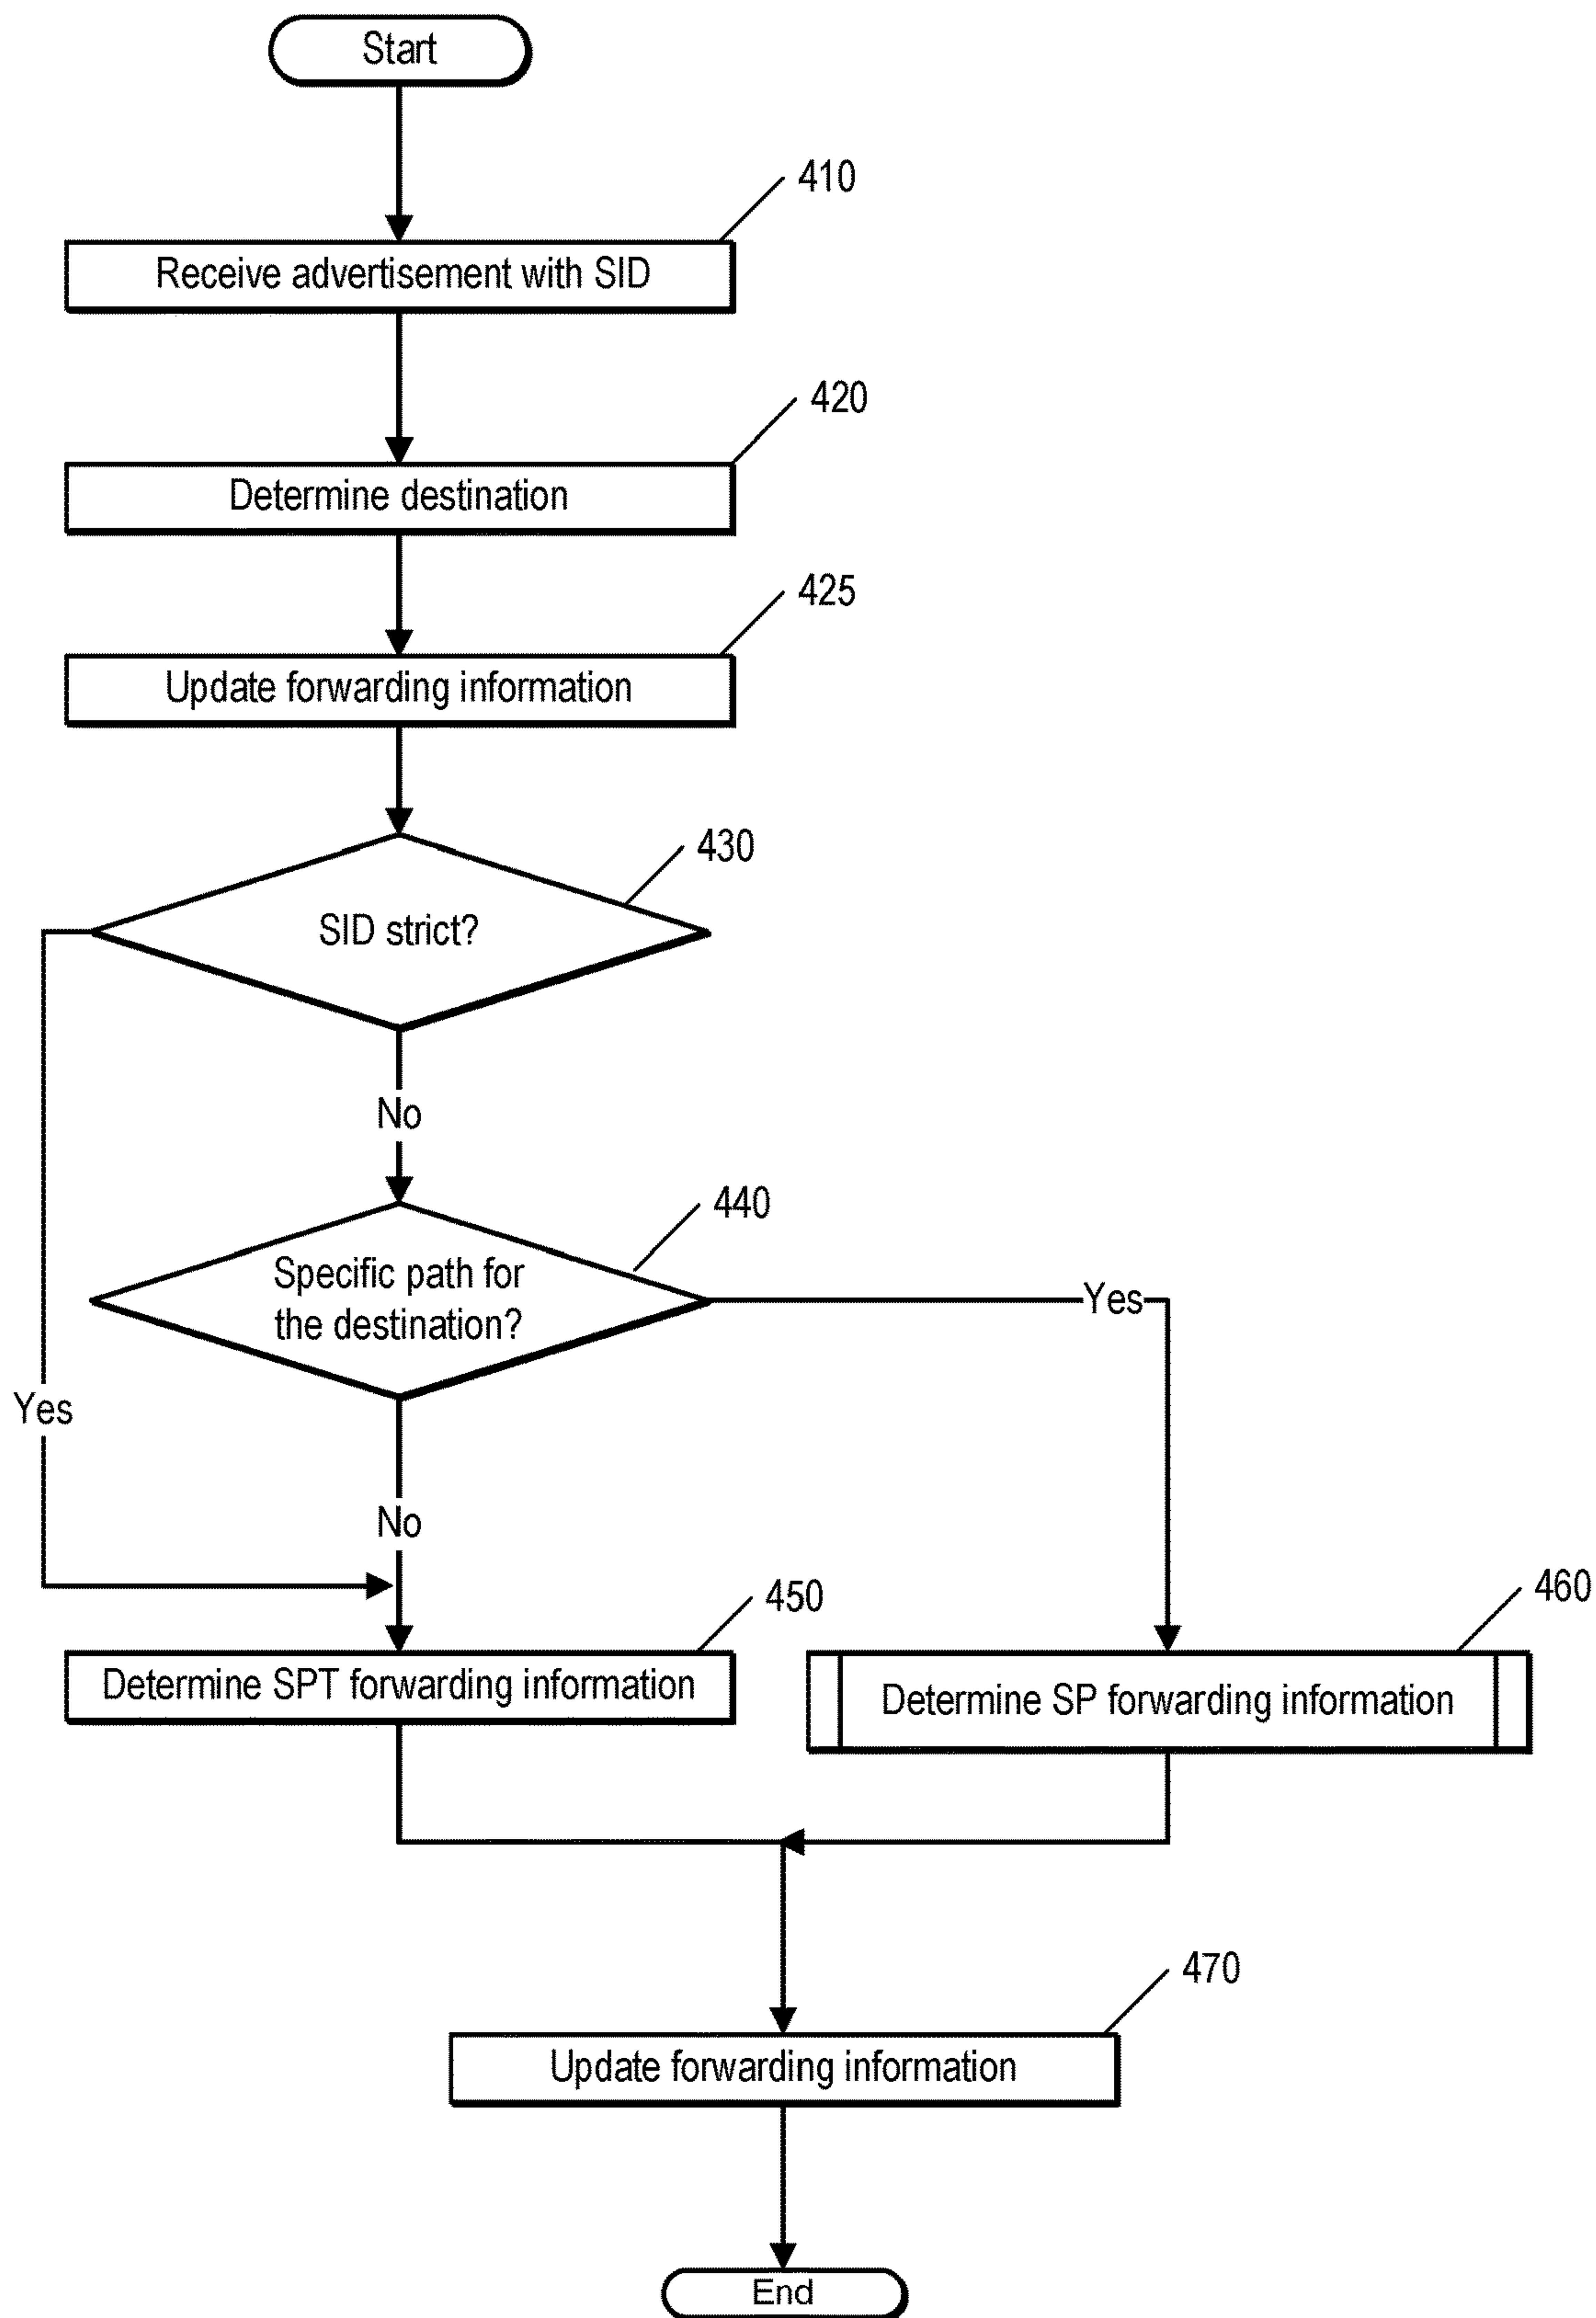 Start
410
Receive advertisement with SID
420
Determine destination
425
Update forwarding information
430
SID strict?
No
440
Specific path for
the destination?
Yes
Yes
No
450
460
Determine SPT forwarding information
Determine SP forwarding information
470
Update forwarding information
End